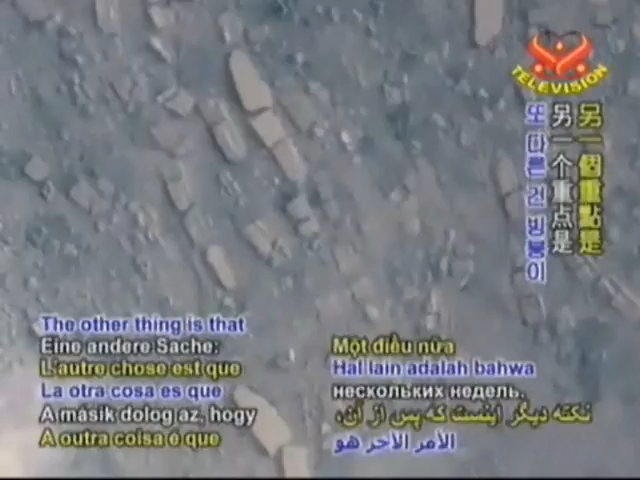 TELEVISION
另一個重點是
另一个重点是
또 다른 건 빙붕이
The other thing is that
Eine andere Sache:
L'autre chose est que
La otra cosa es que
A másik dolog az, hogy
A outra coisa é que
Một điều nữa
Hal lain adalah bahwa
нескольких недель.
نکته دیگر اینست که پس از آن،
الأمر الآخر هو